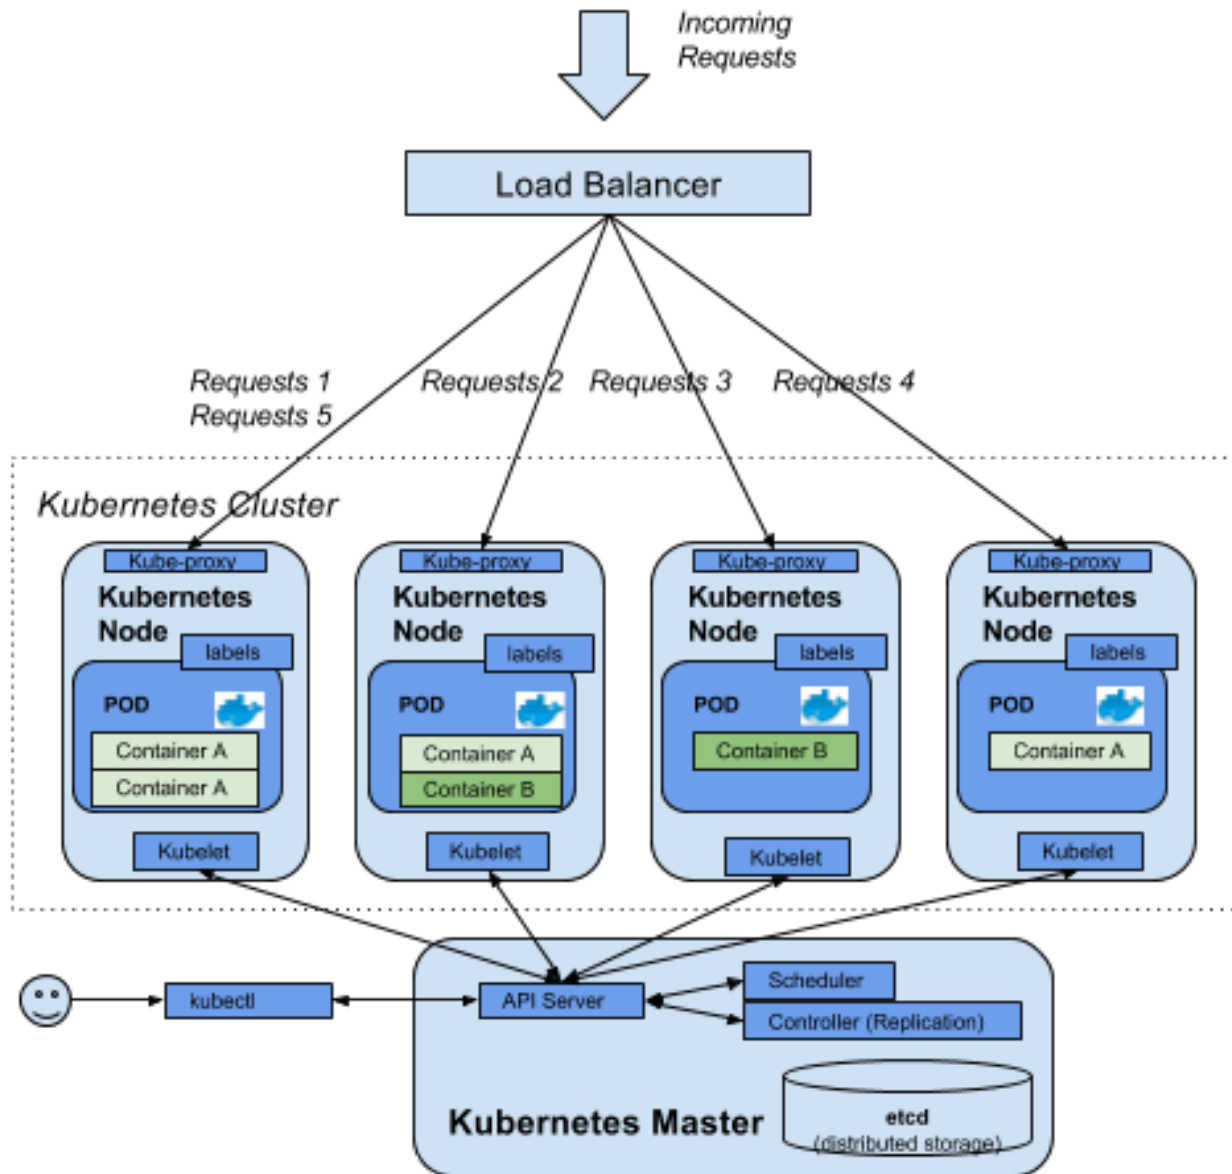 Incoming
Requests
Load Balancer
Requests 1
Requests 5
Requests 2
Requests 3
Requests 4
Kubernetes Cluster
Kube-proxy
Kubernetes
Node
labels
POD
Container A
Container A
Kubelet
Kube-proxy
Kubernetes
Node
labels
POD
Container A
Container B
Kubelet
Kube-proxy
Kubernetes
Node
labels
POD
Container B
Kubelet
Kube-proxy
Kubernetes
Node
labels
POD
Container A
Kubelet
kubectl
API Server
Scheduler
Controller (Replication)
Kubernetes Master
etcd
(distributed storage)